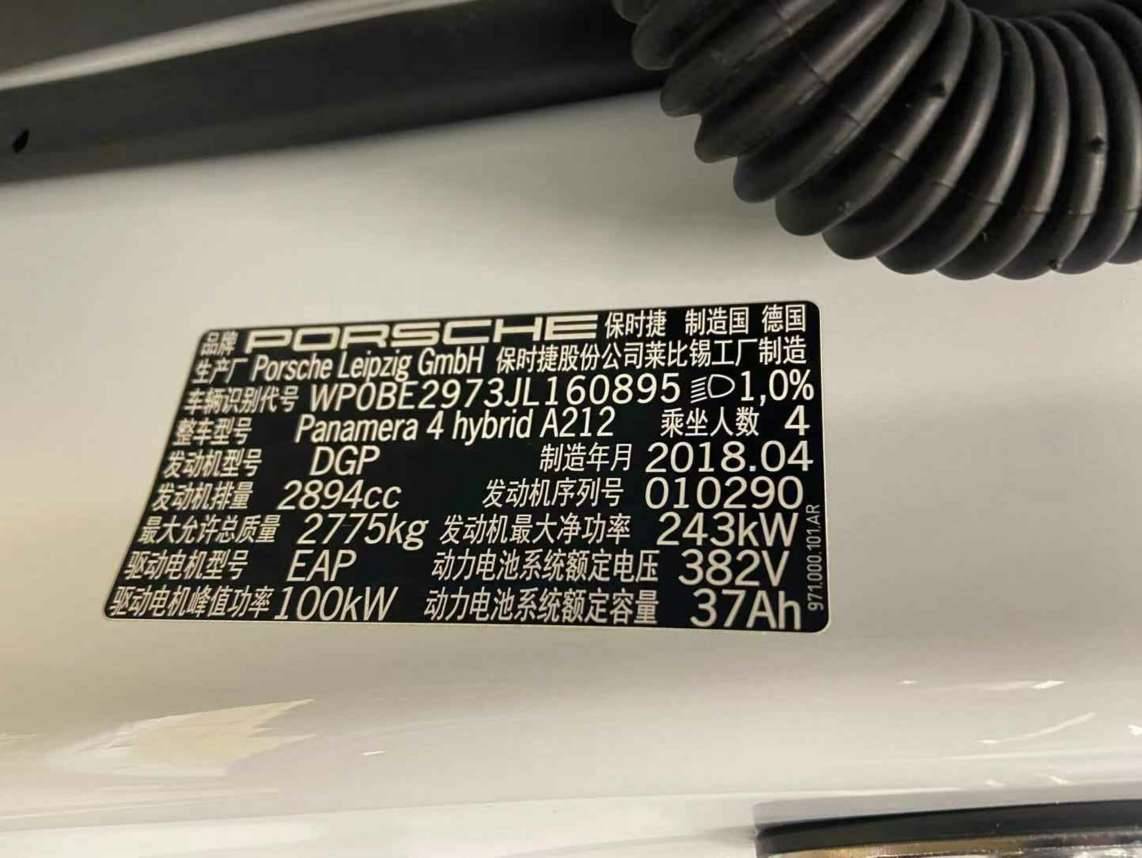 品牌 PORSCHE 保时捷 制造国 德国
生产厂 Porsche Leipzig GmbH 保时捷股份公司莱比锡工厂制造
车辆识别代号 WP0BE2973JL160895 1,0%
整车型号 Panamera 4 hybrid A212 乘坐人数 4
发动机型号 DGP 制造年月 2018.04
发动机排量 2894cc 发动机序列号 010290
最大允许总质量 2775kg 发动机最大净功率 243kW
驱动电机型号 EAP 动力电池系统额定电压 382V
驱动电机峰值功率 100kW 动力电池系统额定容量 37Ah
971.000.101.AR